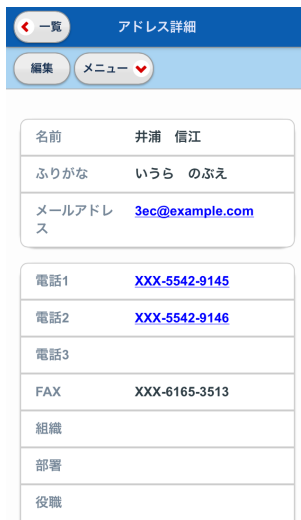 一覧 アドレス詳細
編集 メニュー
名前 井浦 信江
ふりがな いうら のぶえ
メールアドレ 3ec@example.com
ス
電話1 XXX-5542-9145
電話2 XXX-5542-9146
電話3
FAX XXX-6165-3513
組織
部署
役職